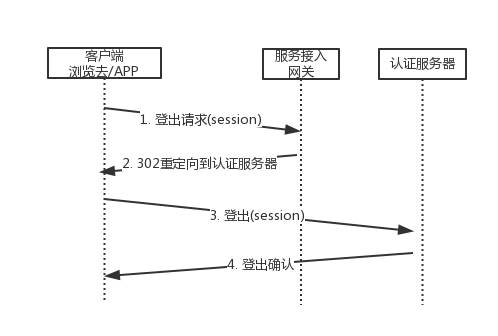 客户端
浏览去/APP
服务接入
网关
认证服务器
1. 登出请求(session)
2. 302重定向到认证服务器
3. 登出(session)
4. 登出确认